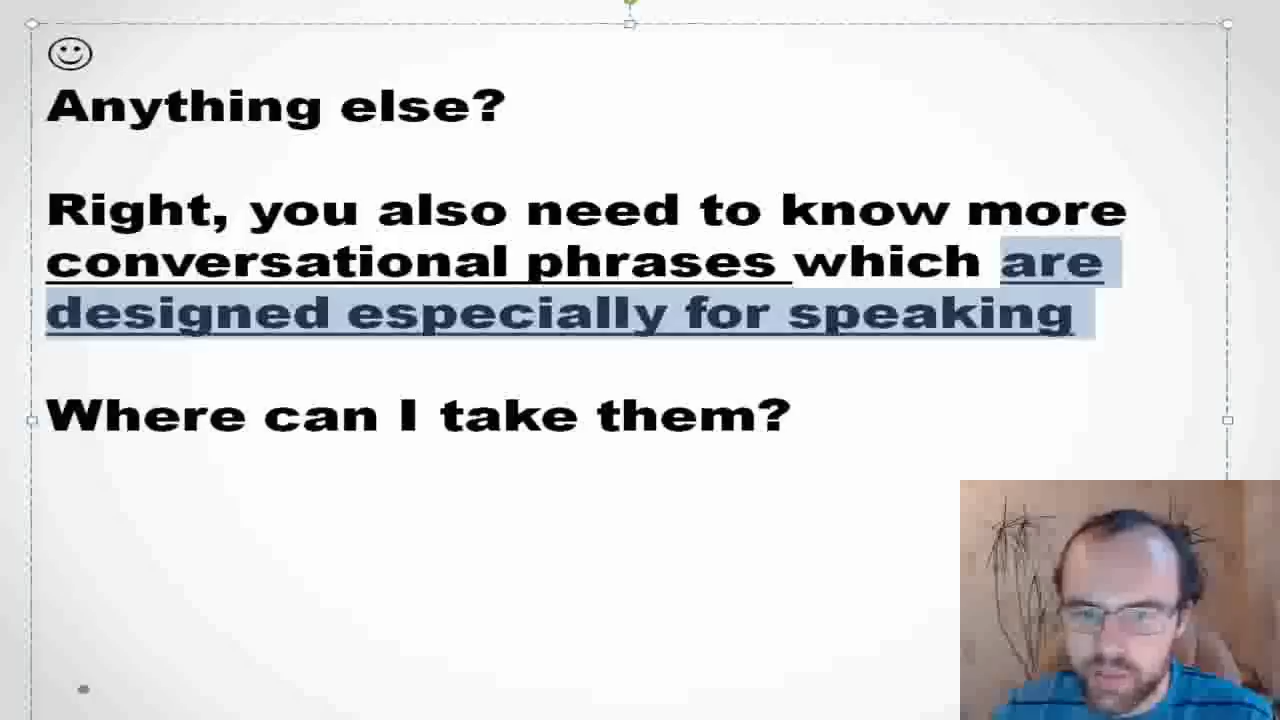 Anything else?
Right, you also need to know more
conversational phrases which are
designed especially for speaking
Where can I take them?